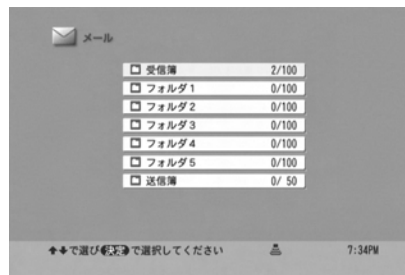 メール
受信簿 2/100
フォルダ1 0/100
フォルダ2 0/100
フォルダ3 0/100
フォルダ4 0/100
フォルダ5 0/100
送信簿 0/ 50
↑↓で選び決定で選択してください 7:34PM